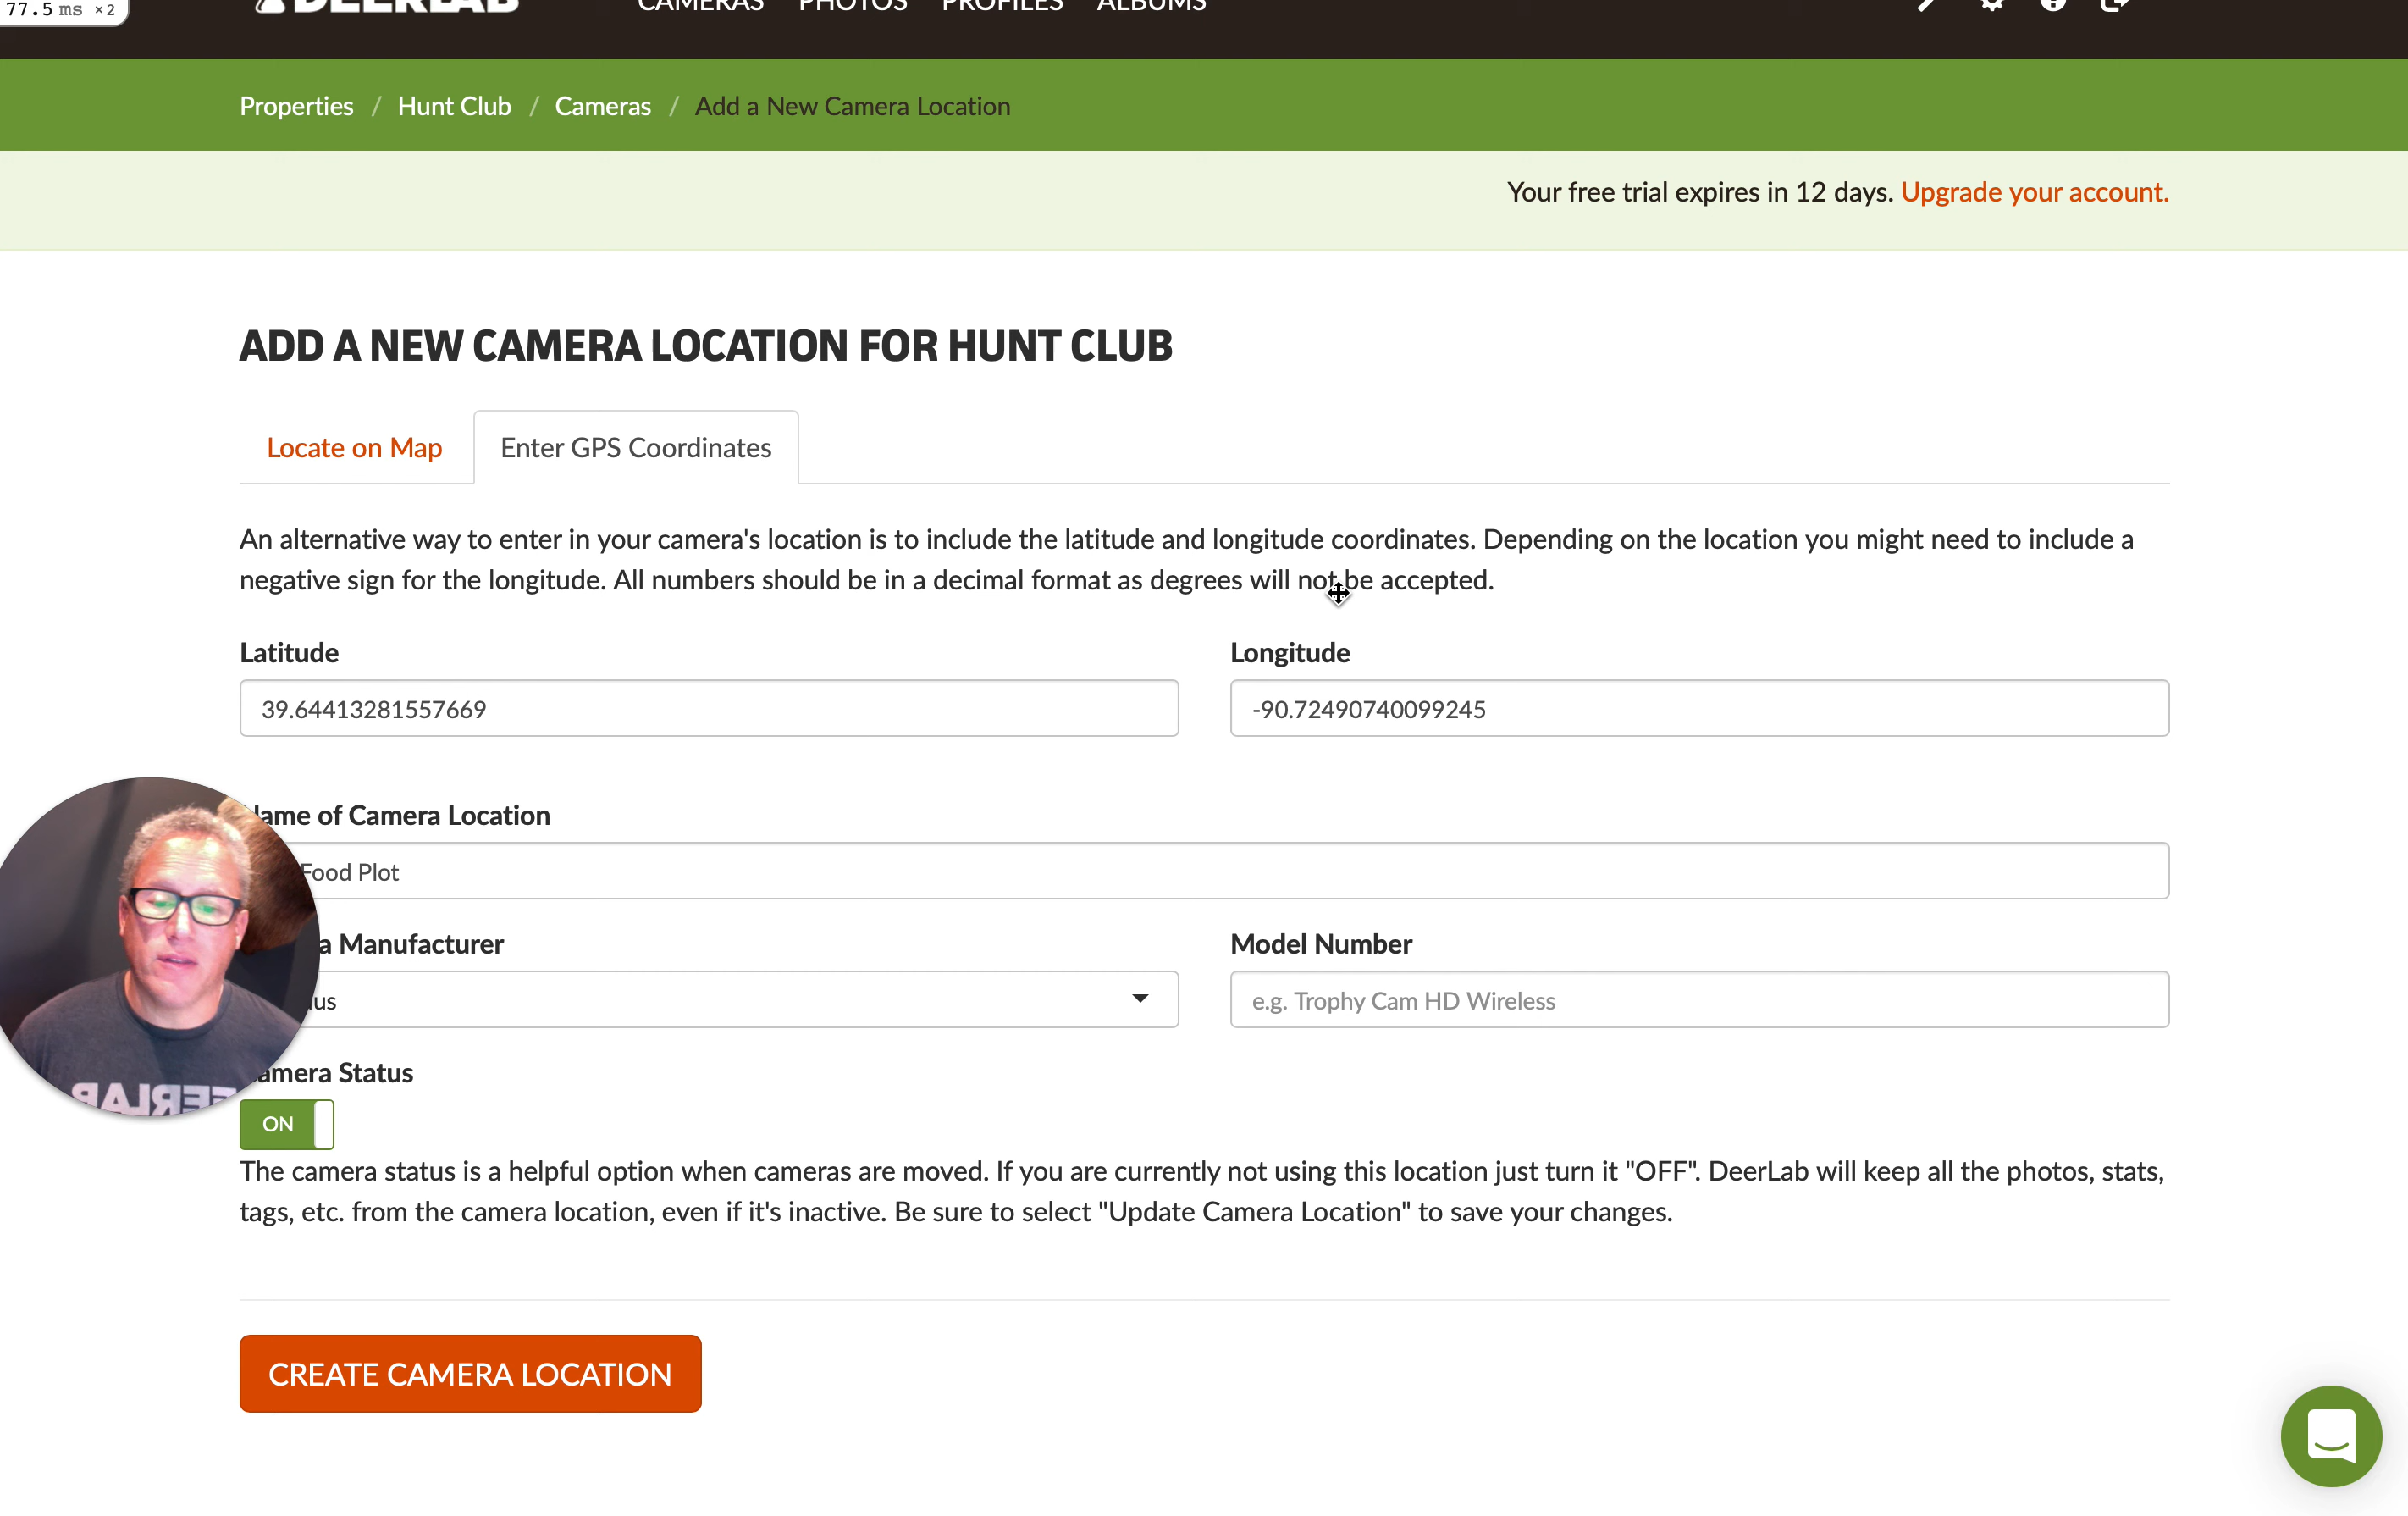 77.5 ms ×2
DEERLAB
CAMERAS PHOTOS PROFILES ALBUMS
Properties / Hunt Club / Cameras / Add a New Camera Location
Your free trial expires in 12 days. Upgrade your account.
ADD A NEW CAMERA LOCATION FOR HUNT CLUB
Locate on Map
Enter GPS Coordinates
An alternative way to enter in your camera's location is to include the latitude and longitude coordinates. Depending on the location you might need to include a
negative sign for the longitude. All numbers should be in a decimal format as degrees will not be accepted.
Latitude
Longitude
39.64413281557669
-90.72490740099245
Name of Camera Location
Food Plot
Manufacturer
Model Number
e.g. Trophy Cam HD Wireless
Camera Status
ON
The camera status is a helpful option when cameras are moved. If you are currently not using this location just turn it "OFF". DeerLab will keep all the photos, stats,
tags, etc. from the camera location, even if it's inactive. Be sure to select "Update Camera Location" to save your changes.
CREATE CAMERA LOCATION